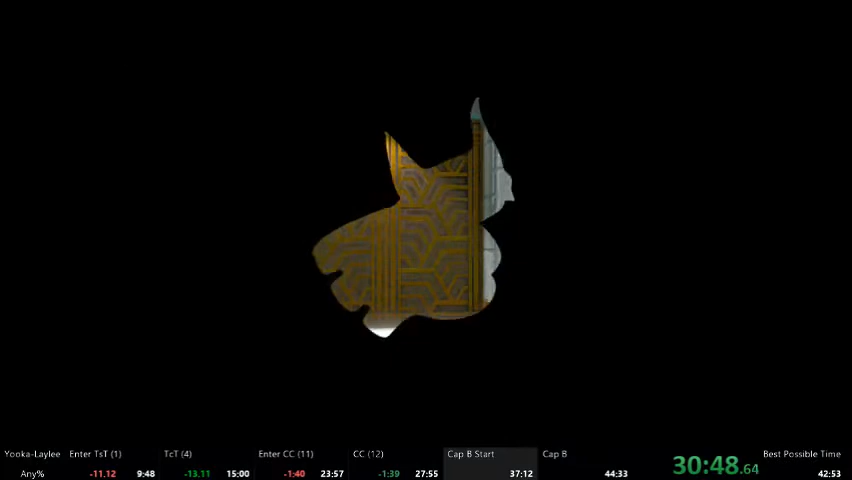 Yooka-Laylee Enter TsT (1) TcT (4) Enter CC (11) CC (12) Cap B Start Cap B 30:48.64 Best Possible Time
Any% -11.12 9:48 -13.11 15:00 -1:40 23:57 -1:39 27:55 37:12 44:33 42:53